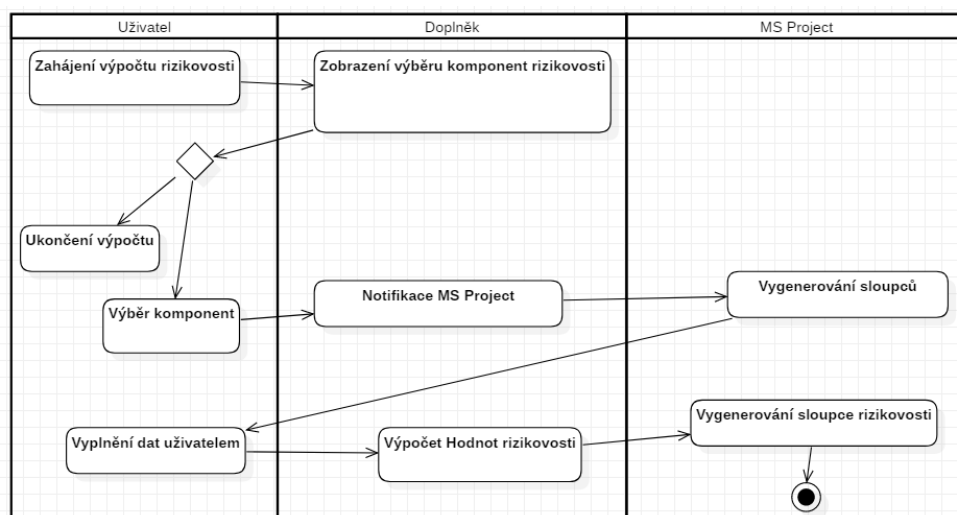 Uživatel
Doplněk
MS Project
Zahájení výpočtu rizikovosti
Zobrazení výběru komponent rizikovosti
Ukončení výpočtu
Výběr komponent
Notifikace MS Project
Vygenerování sloupců
Vyplnění dat uživatelem
Výpočet Hodnot rizikovosti
Vygenerování sloupce rizikovosti